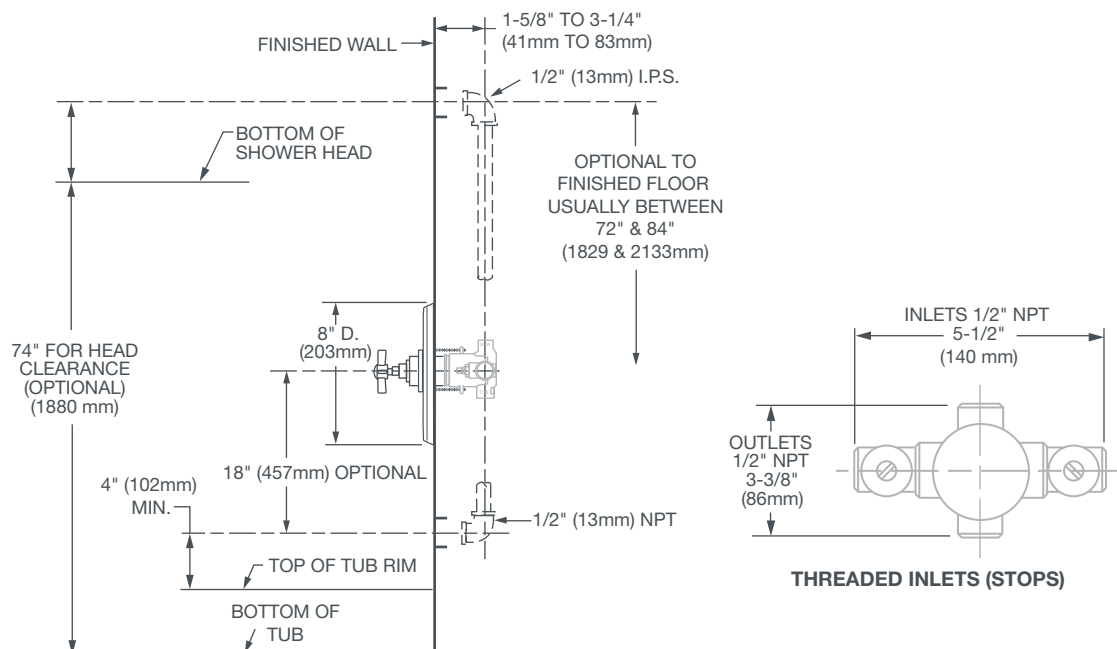 1-5/8" TO 3-1/4"
(41mm TO 83mm)
FINISHED WALL
1/2" (13mm) I.P.S.
BOTTOM OF
SHOWER HEAD
OPTIONAL TO
FINISHED FLOOR
USUALLY BETWEEN
72" & 84"
(1829 & 2133mm)
74" FOR HEAD
CLEARANCE
(OPTIONAL)
(1880 mm)
8" D.
(203mm)
18" (457mm) OPTIONAL
4" (102mm)
MIN.
1/2" (13mm) NPT
TOP OF TUB RIM
BOTTOM OF
TUB
INLETS 1/2" NPT
5-1/2"
(140 mm)
OUTLETS
1/2" NPT
3-3/8"
(86mm)
THREADED INLETS (STOPS)